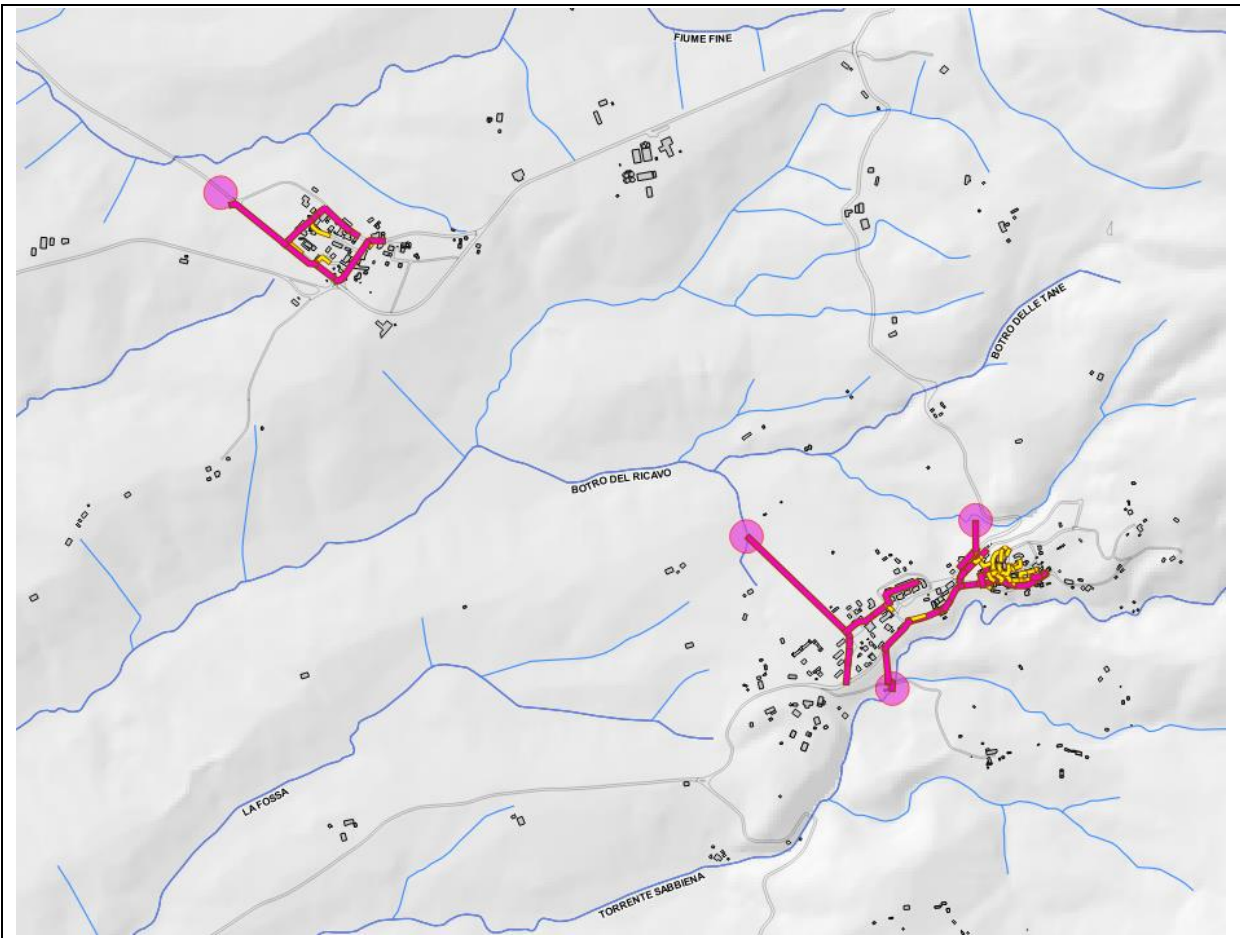 FIUME FINE
BOTRO DELLE TANE
BOTRO DEL RICAVO
LA FOSSA
TORRENTE SABBIENA